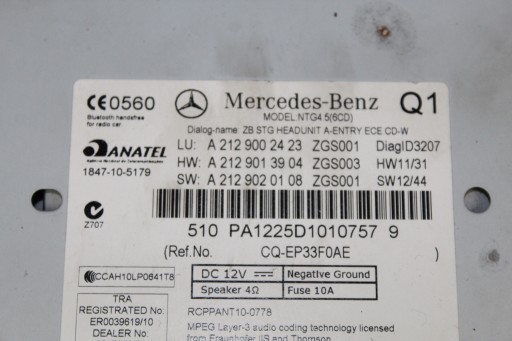 CE0560
Bluetooth handsfree
for radio car.
Mercedes-Benz
Q1
MODEL NTG4.5(6CD)
Dialog-name: ZB STG HEADUNIT A-ENTRY ECE CD-W
ANATEL
1847-10-5179
LU: A 212 900 24 23 ZGS001 DiagID3207
HW: A 212 901 39 04 ZGS003 HW11/31
SW: A 212 902 01 08 ZGS001 SW12/44
Z707
510 PA1225D1010757 9
(Ref.No. CQ-EP33F0AE )
CCAH10LP0641T8
DC 12V Negative Ground
Speaker 4Ω Fuse 10A
TRA
REGISTERED No:
ER0039619/10
DEALER No:
RCPPANT10-0778
MPEG Layer-3 audio coding technology licensed
from Fraunhofer IIS and Thomson